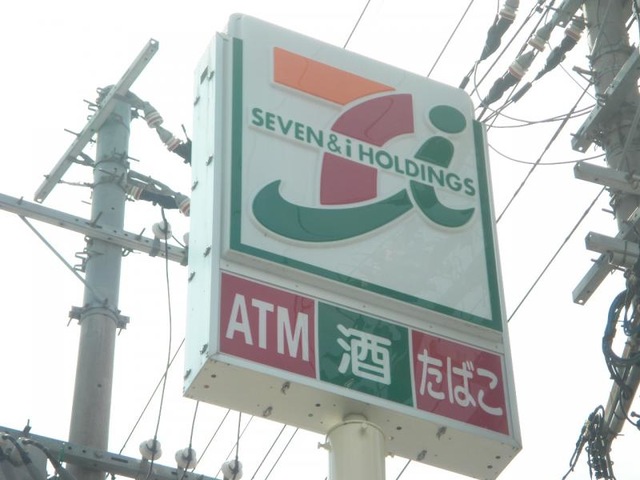 SEVEN & i HOLDINGS
ATM 酒 たばこ